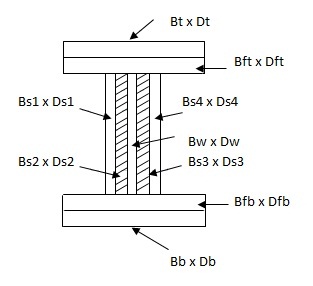 Bt x Dt
Bft x Dft
Bs1 x Ds1
Bs4 x Ds4
Bw x Dw
Bs2 x Ds2
Bs3 x Ds3
Bfb x Dfb
Bb x Db